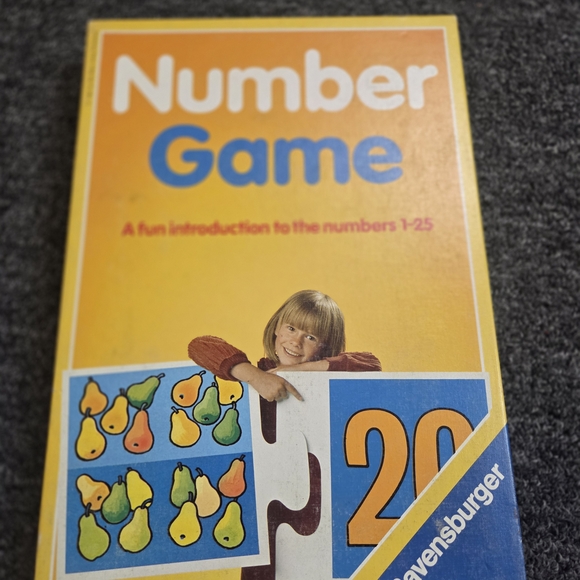 Number
Game
A fun introduction to the numbers 1-25
20
Ravensburger